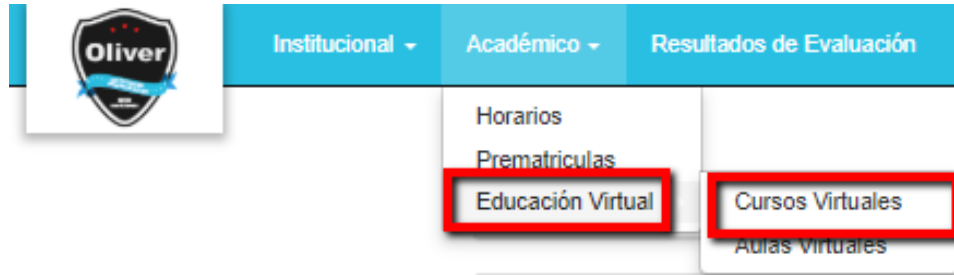 Oliver
Institucional
Académico
Resultados de Evaluación
Horarios
Prematriculas
Educación Virtual
Cursos Virtuales
Aulas Virtuales